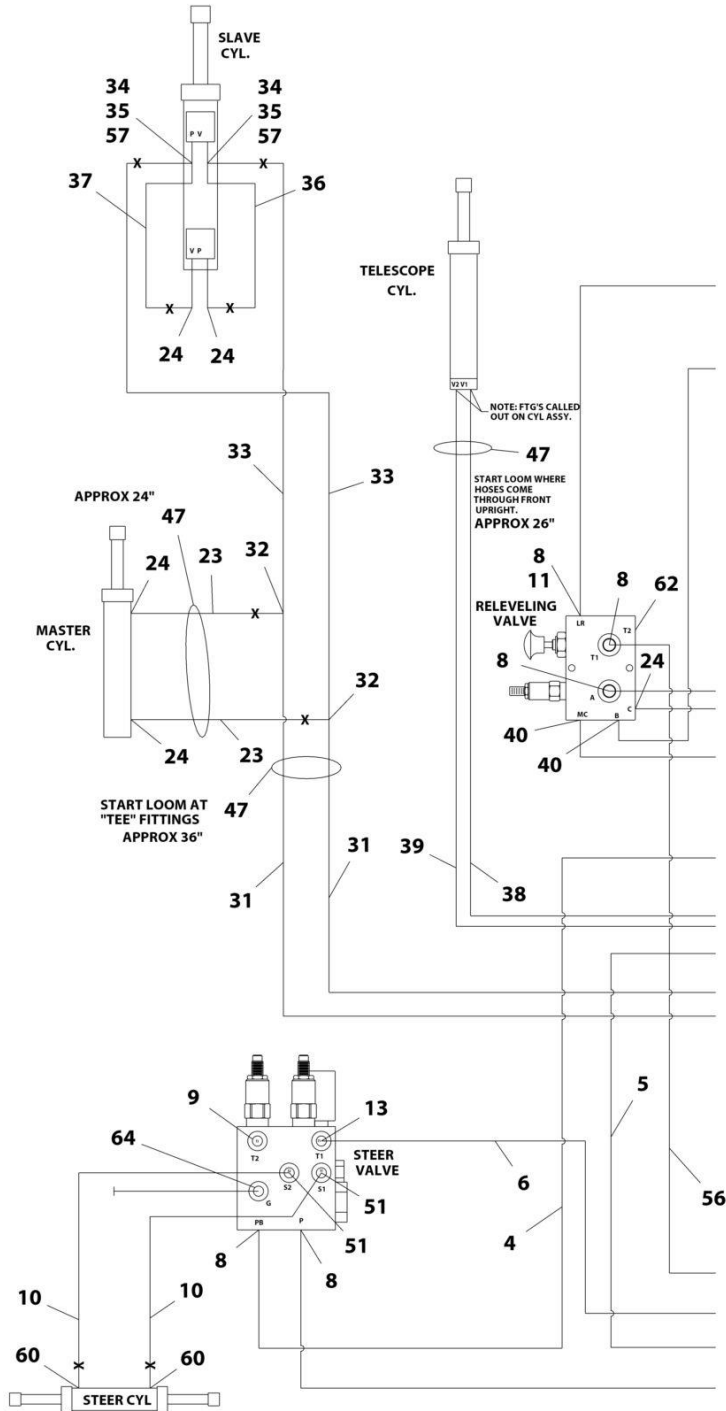 SLAVE
CYL.
34
35
57
34
35
57
P V
X
X
37
36
V P
X
X
24
24
TELESCOPE
CYL.
V2 V1
NOTE: FTG'S CALLED
OUT ON CYL ASSY.
47
START LOOM WHERE
HOSES COME
THROUGH FRONT
UPRIGHT.
APPROX 26"
33
33
APPROX 24"
47
24
23
32
X
MASTER
CYL.
32
X
24
23
47
START LOOM AT
"TEE" FITTINGS
APPROX 36"
31
31
8
11
8
62
RELEVELING
VALVE
LR
T2
T1
8
24
A
C
MC
B
40
40
39
38
9
13
5
T2
T1
STEER
VALVE
64
S2
S1
6
56
G
51
PB
P
51
4
8
8
10
10
60
X
X
60
STEER CYL